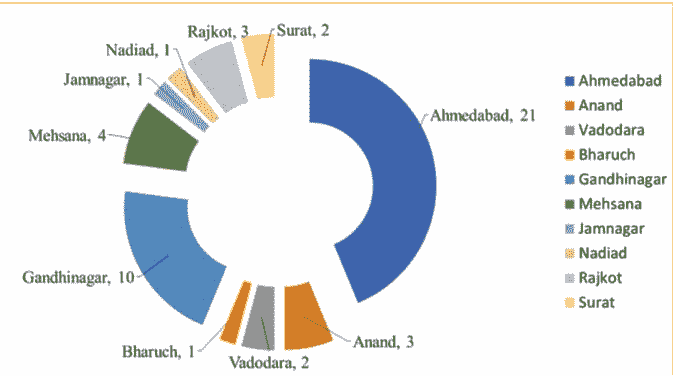 Rajkot, 3
Surat, 2
Nadiad, 1
Jamnagar, 1
Mehsana, 4
Ahmedabad, 21
Gandhinagar, 10
Bharuch, 1
Vadodara, 2
Anand, 3
Ahmedabad
Anand
Vadodara
Bharuch
Gandhinagar
Mehsana
Jamnagar
Nadiad
Rajkot
Surat